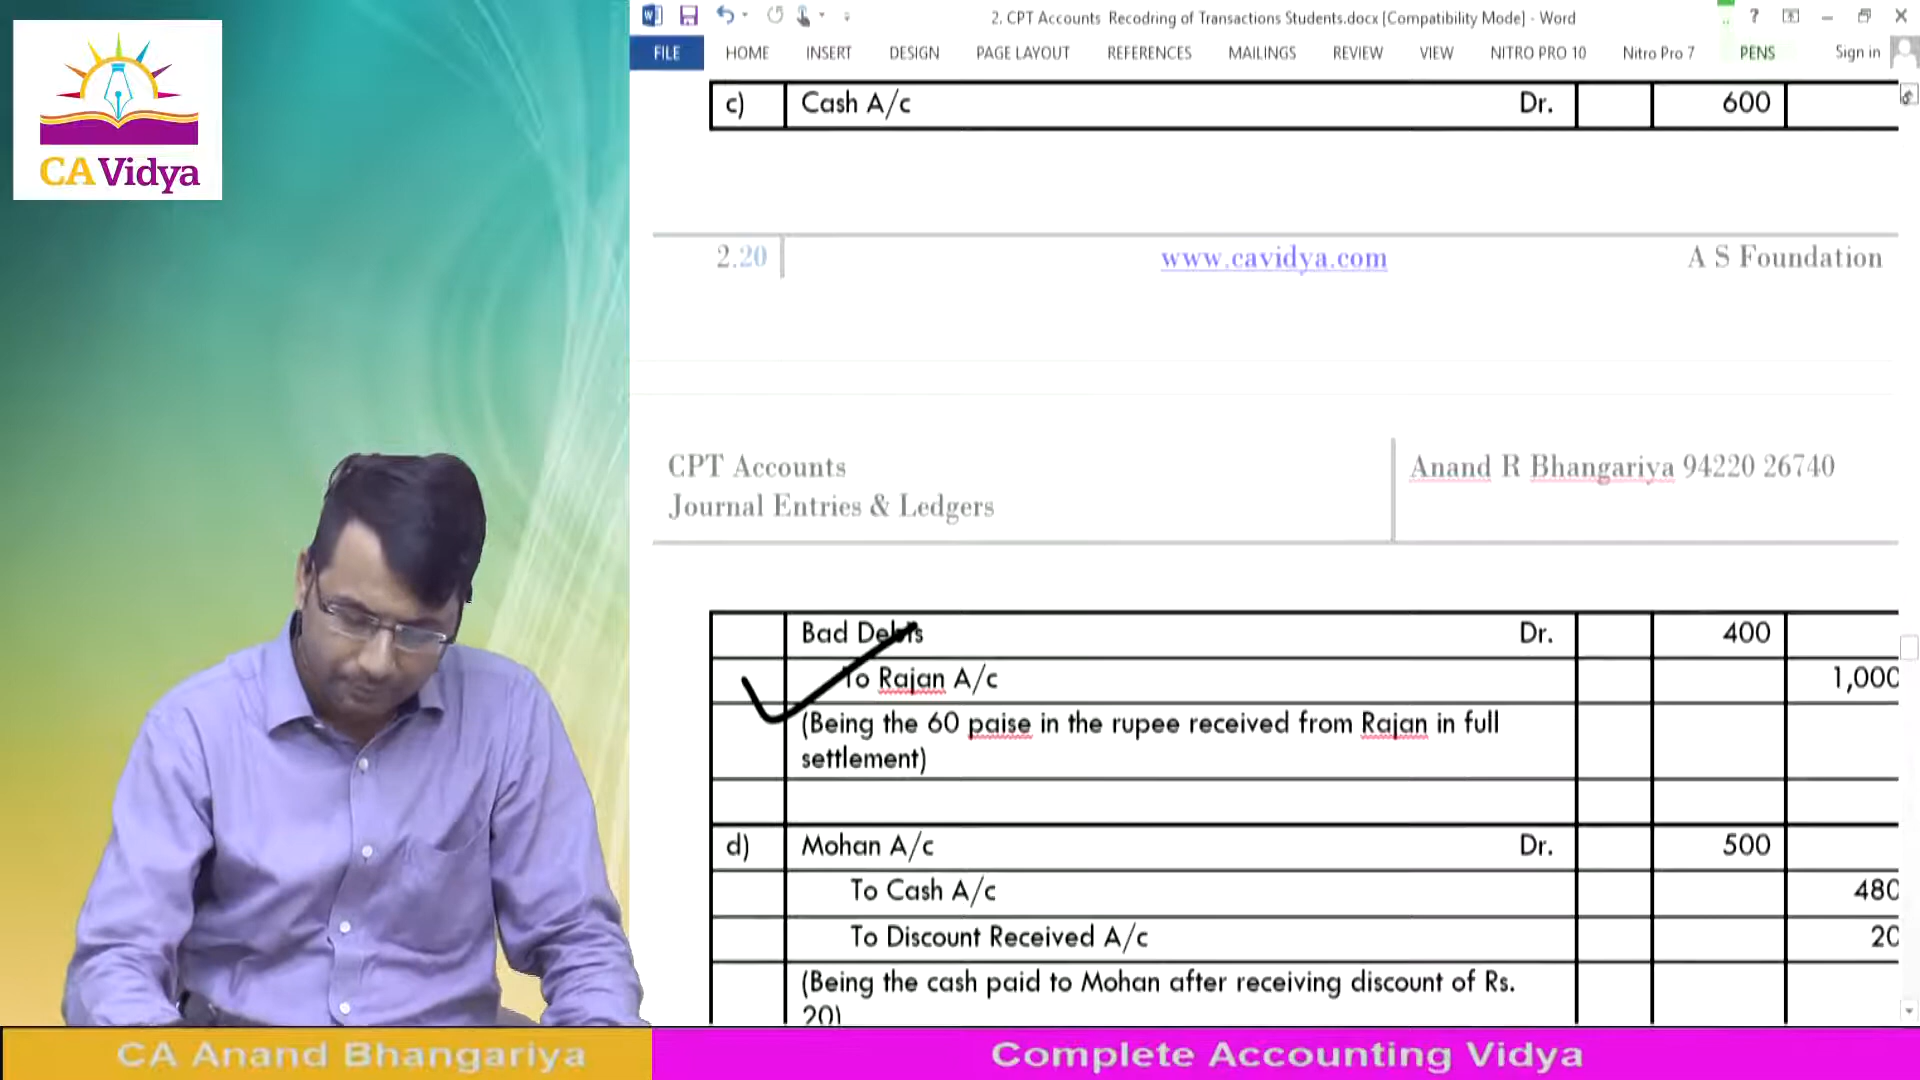 CA Vidya
2. CPT Accounts Recodring of Transactions Students.docx [Compatibility Mode] - Word
FILE HOME INSERT DESIGN PAGE LAYOUT REFERENCES MAILINGS REVIEW VIEW NITRO PRO 10 Nitro Pro 7 PENS Sign in
c) Cash A/c Dr. 600
2.20 www.cavidya.com A S Foundation
CPT Accounts Anand R Bhangariya 94220 26740
Journal Entries & Ledgers
Bad Debts Dr. 400
To Rajan A/c 1,000
(Being the 60 paise in the rupee received from Rajan in full
settlement)
d) Mohan A/c Dr. 500
To Cash A/c 480
To Discount Received A/c 20
(Being the cash paid to Mohan after receiving discount of Rs.
20)
CA Anand Bhangariya
Complete Accounting Vidya